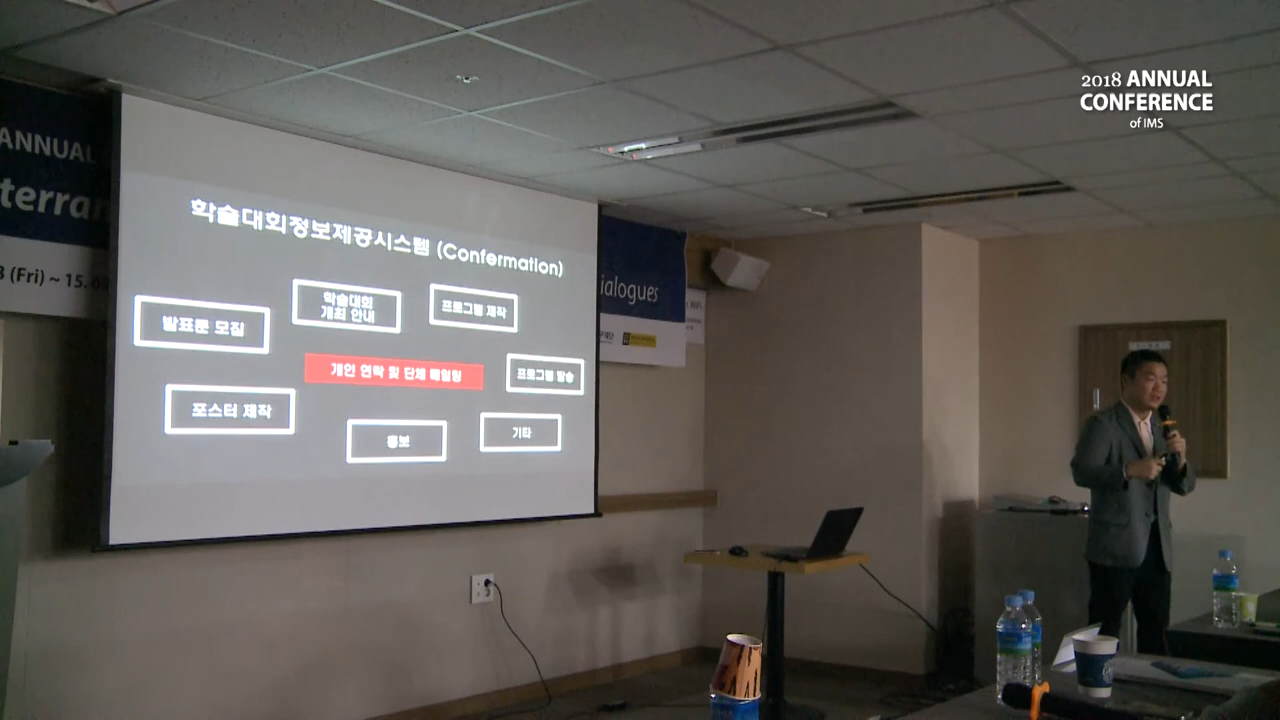 2018 ANNUAL
CONFERENCE
of IMS
ANNUAL
terra
(Fri) ~ 15.
학술대회정보제공시스템 (Confermation)
발표문 모집
학술대회
개최 안내
프로그램 제작
개인 연락 및 단체 메일링
프로그램 발송
포스터 제작
홍보
기타
ialogues